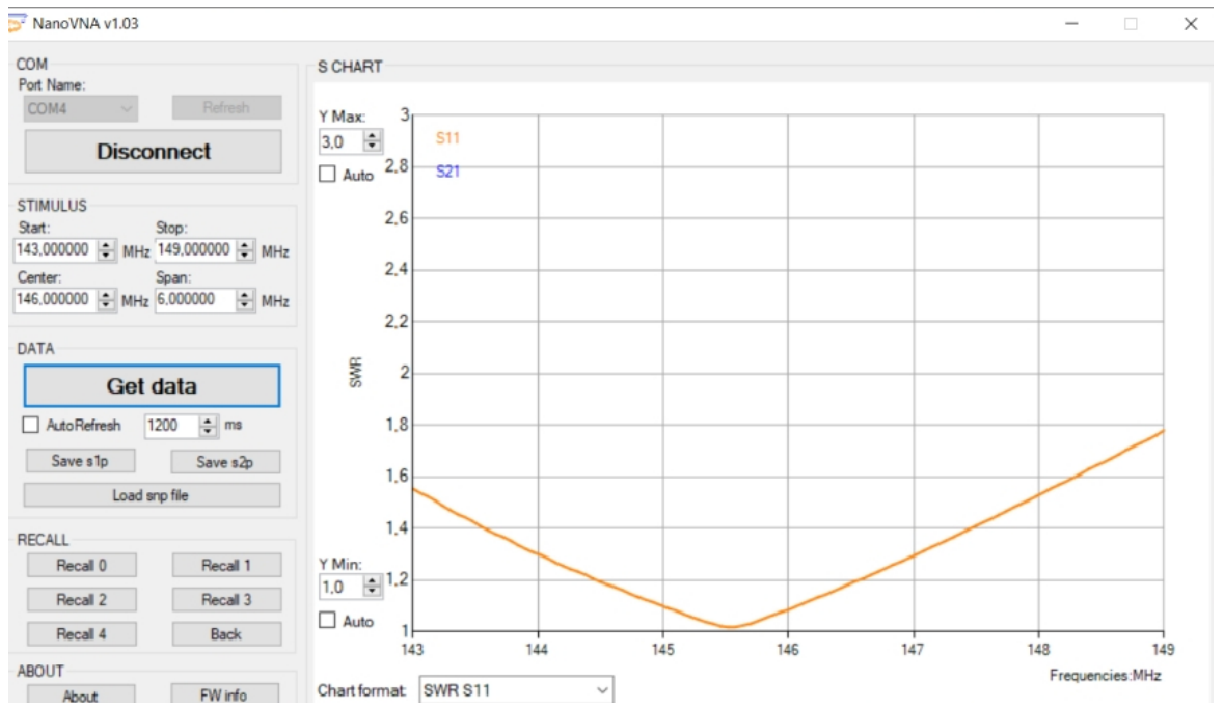 NanoVNA v1.03
COM
Port Name:
COM4
Refresh
Disconnect
STIMULUS
Start: Stop:
143,000000 MHz 149,000000 MHz
Center: Span:
146,000000 MHz 6,000000 MHz
DATA
Get data
AutoRefresh 1200 ms
Save s1p Save s2p
Load snp file
RECALL
Recall 0 Recall 1
Recall 2 Recall 3
Recall 4 Back
ABOUT
About FW info
S CHART
Y Max:
3,0
Auto
S11
S21
3
2,8
2,6
2,4
2,2
2
1,8
1,6
1,4
1,2
1
SWR
Y Min:
1,0
Auto
143 144 145 146 147 148 149
Frequencies:MHz
Chart format: SWR S11